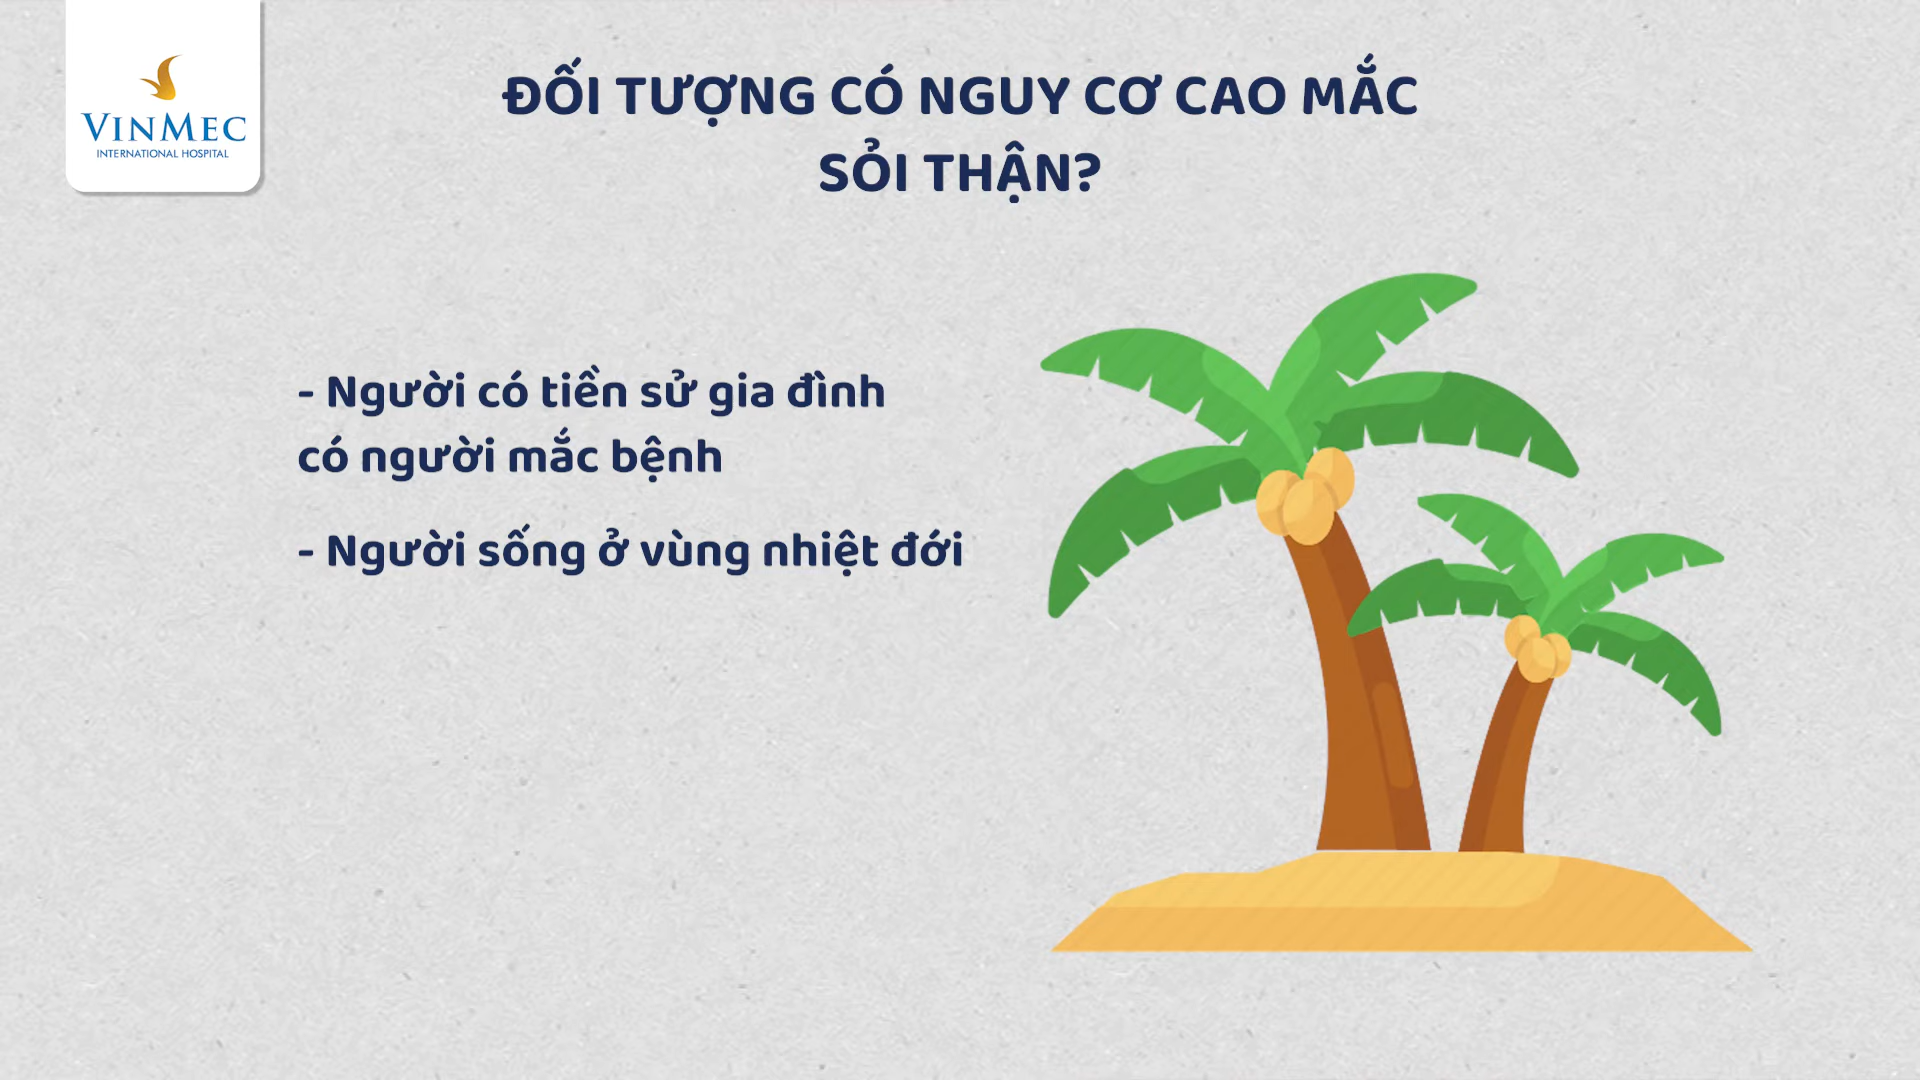 VINMEC
INTERNATIONAL HOSPITAL
ĐỐI TƯỢNG CÓ NGUY CƠ CAO MẮC
SỎI THẬN?
- Người có tiền sử gia đình
có người mắc bệnh
- Người sống ở vùng nhiệt đới